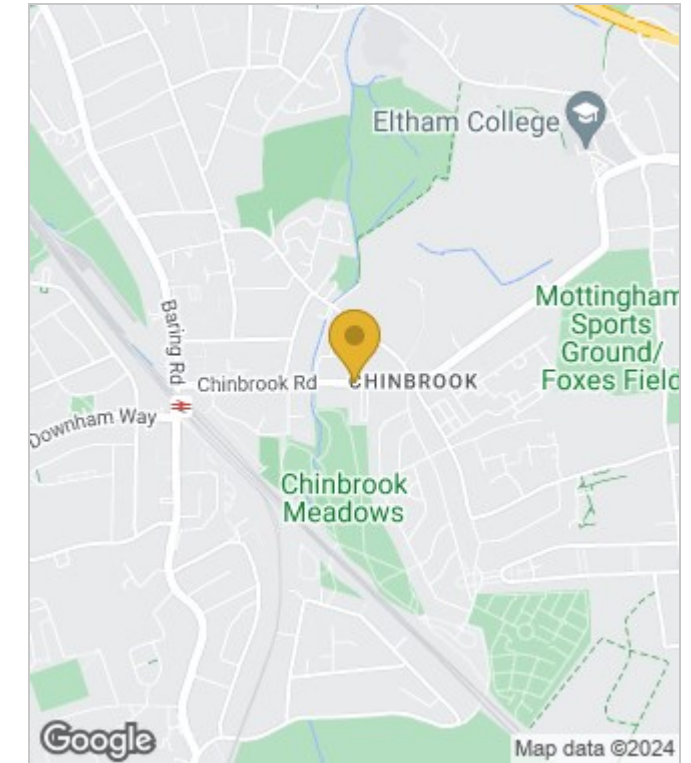 Eltham College
Mottingham
Sports
Ground/
Foxes Field
Baring Rd
Chinbrook Rd
CHINBROOK
Downham Way
Chinbrook
Meadows
Google
Map data ©2024